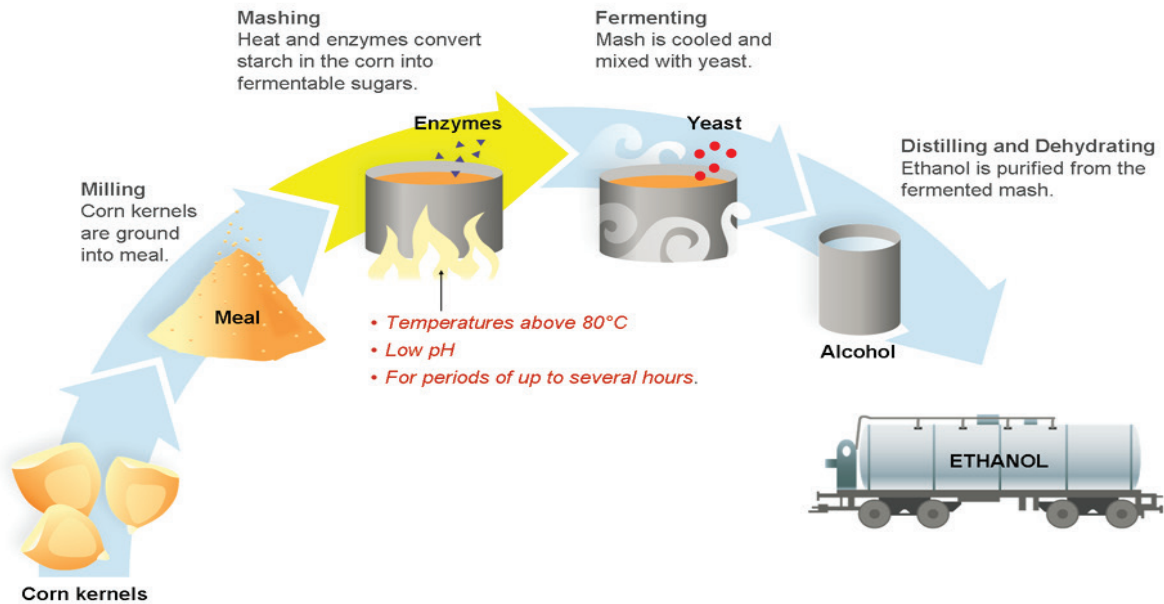 Mashing
Heat and enzymes convert
starch in the corn into
fermentable sugars.
Fermenting
Mash is cooled and
mixed with yeast.
Enzymes
Yeast
Distilling and Dehydrating
Ethanol is purified from the
fermented mash.
Milling
Corn kernels
are ground
into meal.
Meal
• Temperatures above 80°C
• Low pH
• For periods of up to several hours.
Alcohol
ETHANOL
Corn kernels